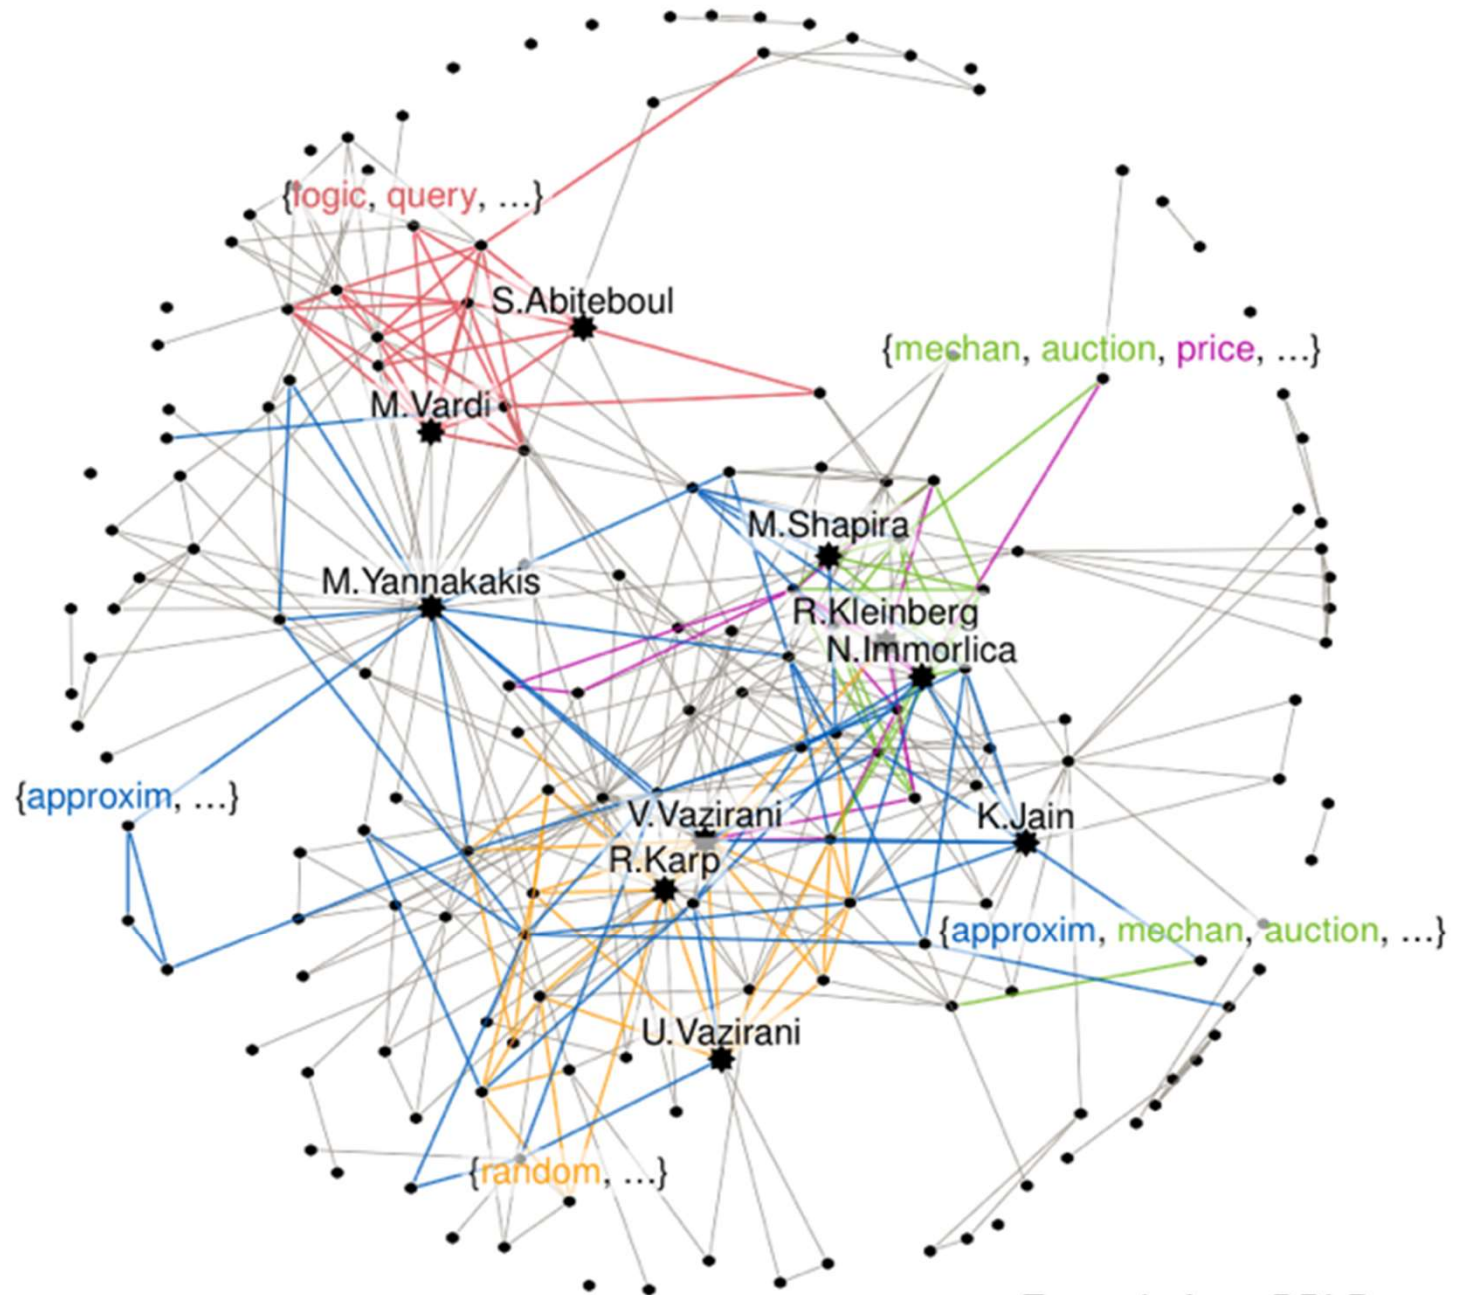 {logic, query, ...}
S.Abiteboul
{mechan, auction, price, ...}
M.Vardi
M.Shapira
M.Yannakakis
R.Kleinberg
N.Immorlica
{approxim, ...}
V.Vazirani
K.Jain
R.Karp
{approxim, mechan, auction, ...}
U.Vazirani
{random, ...}